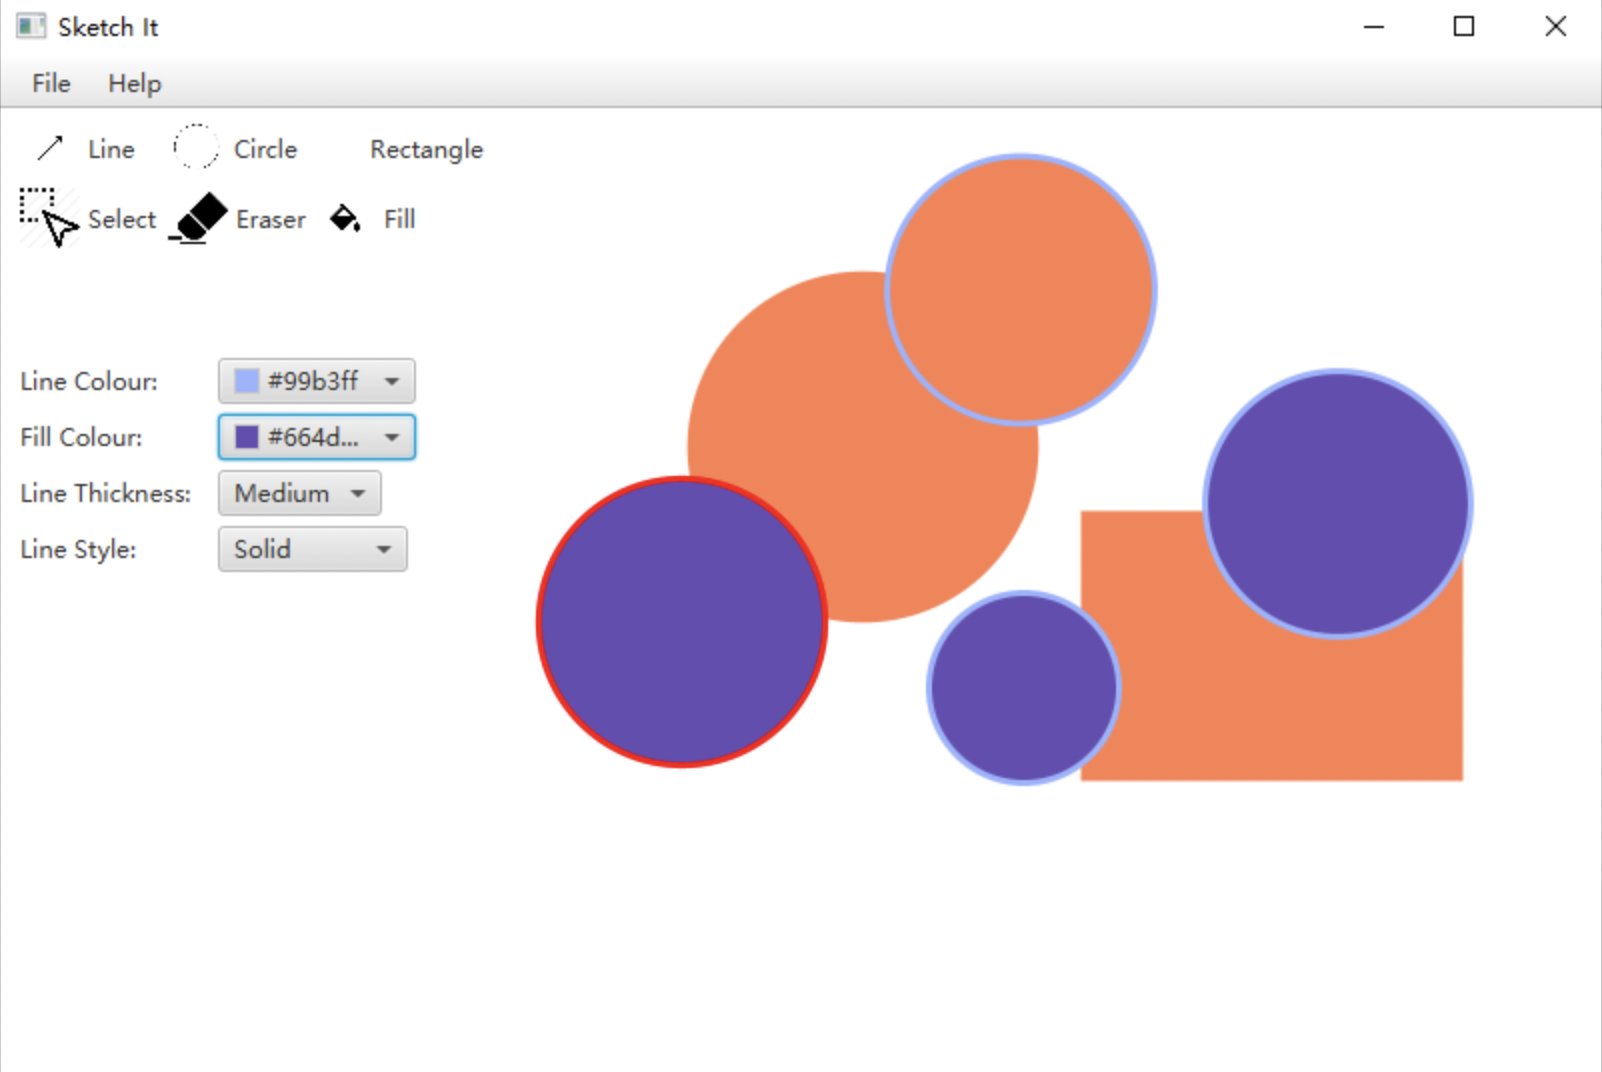 Sketch It
File Help
Line Circle Rectangle
Select Eraser Fill
Line Colour: #99b3ff
Fill Colour: #664d...
Line Thickness: Medium
Line Style: Solid